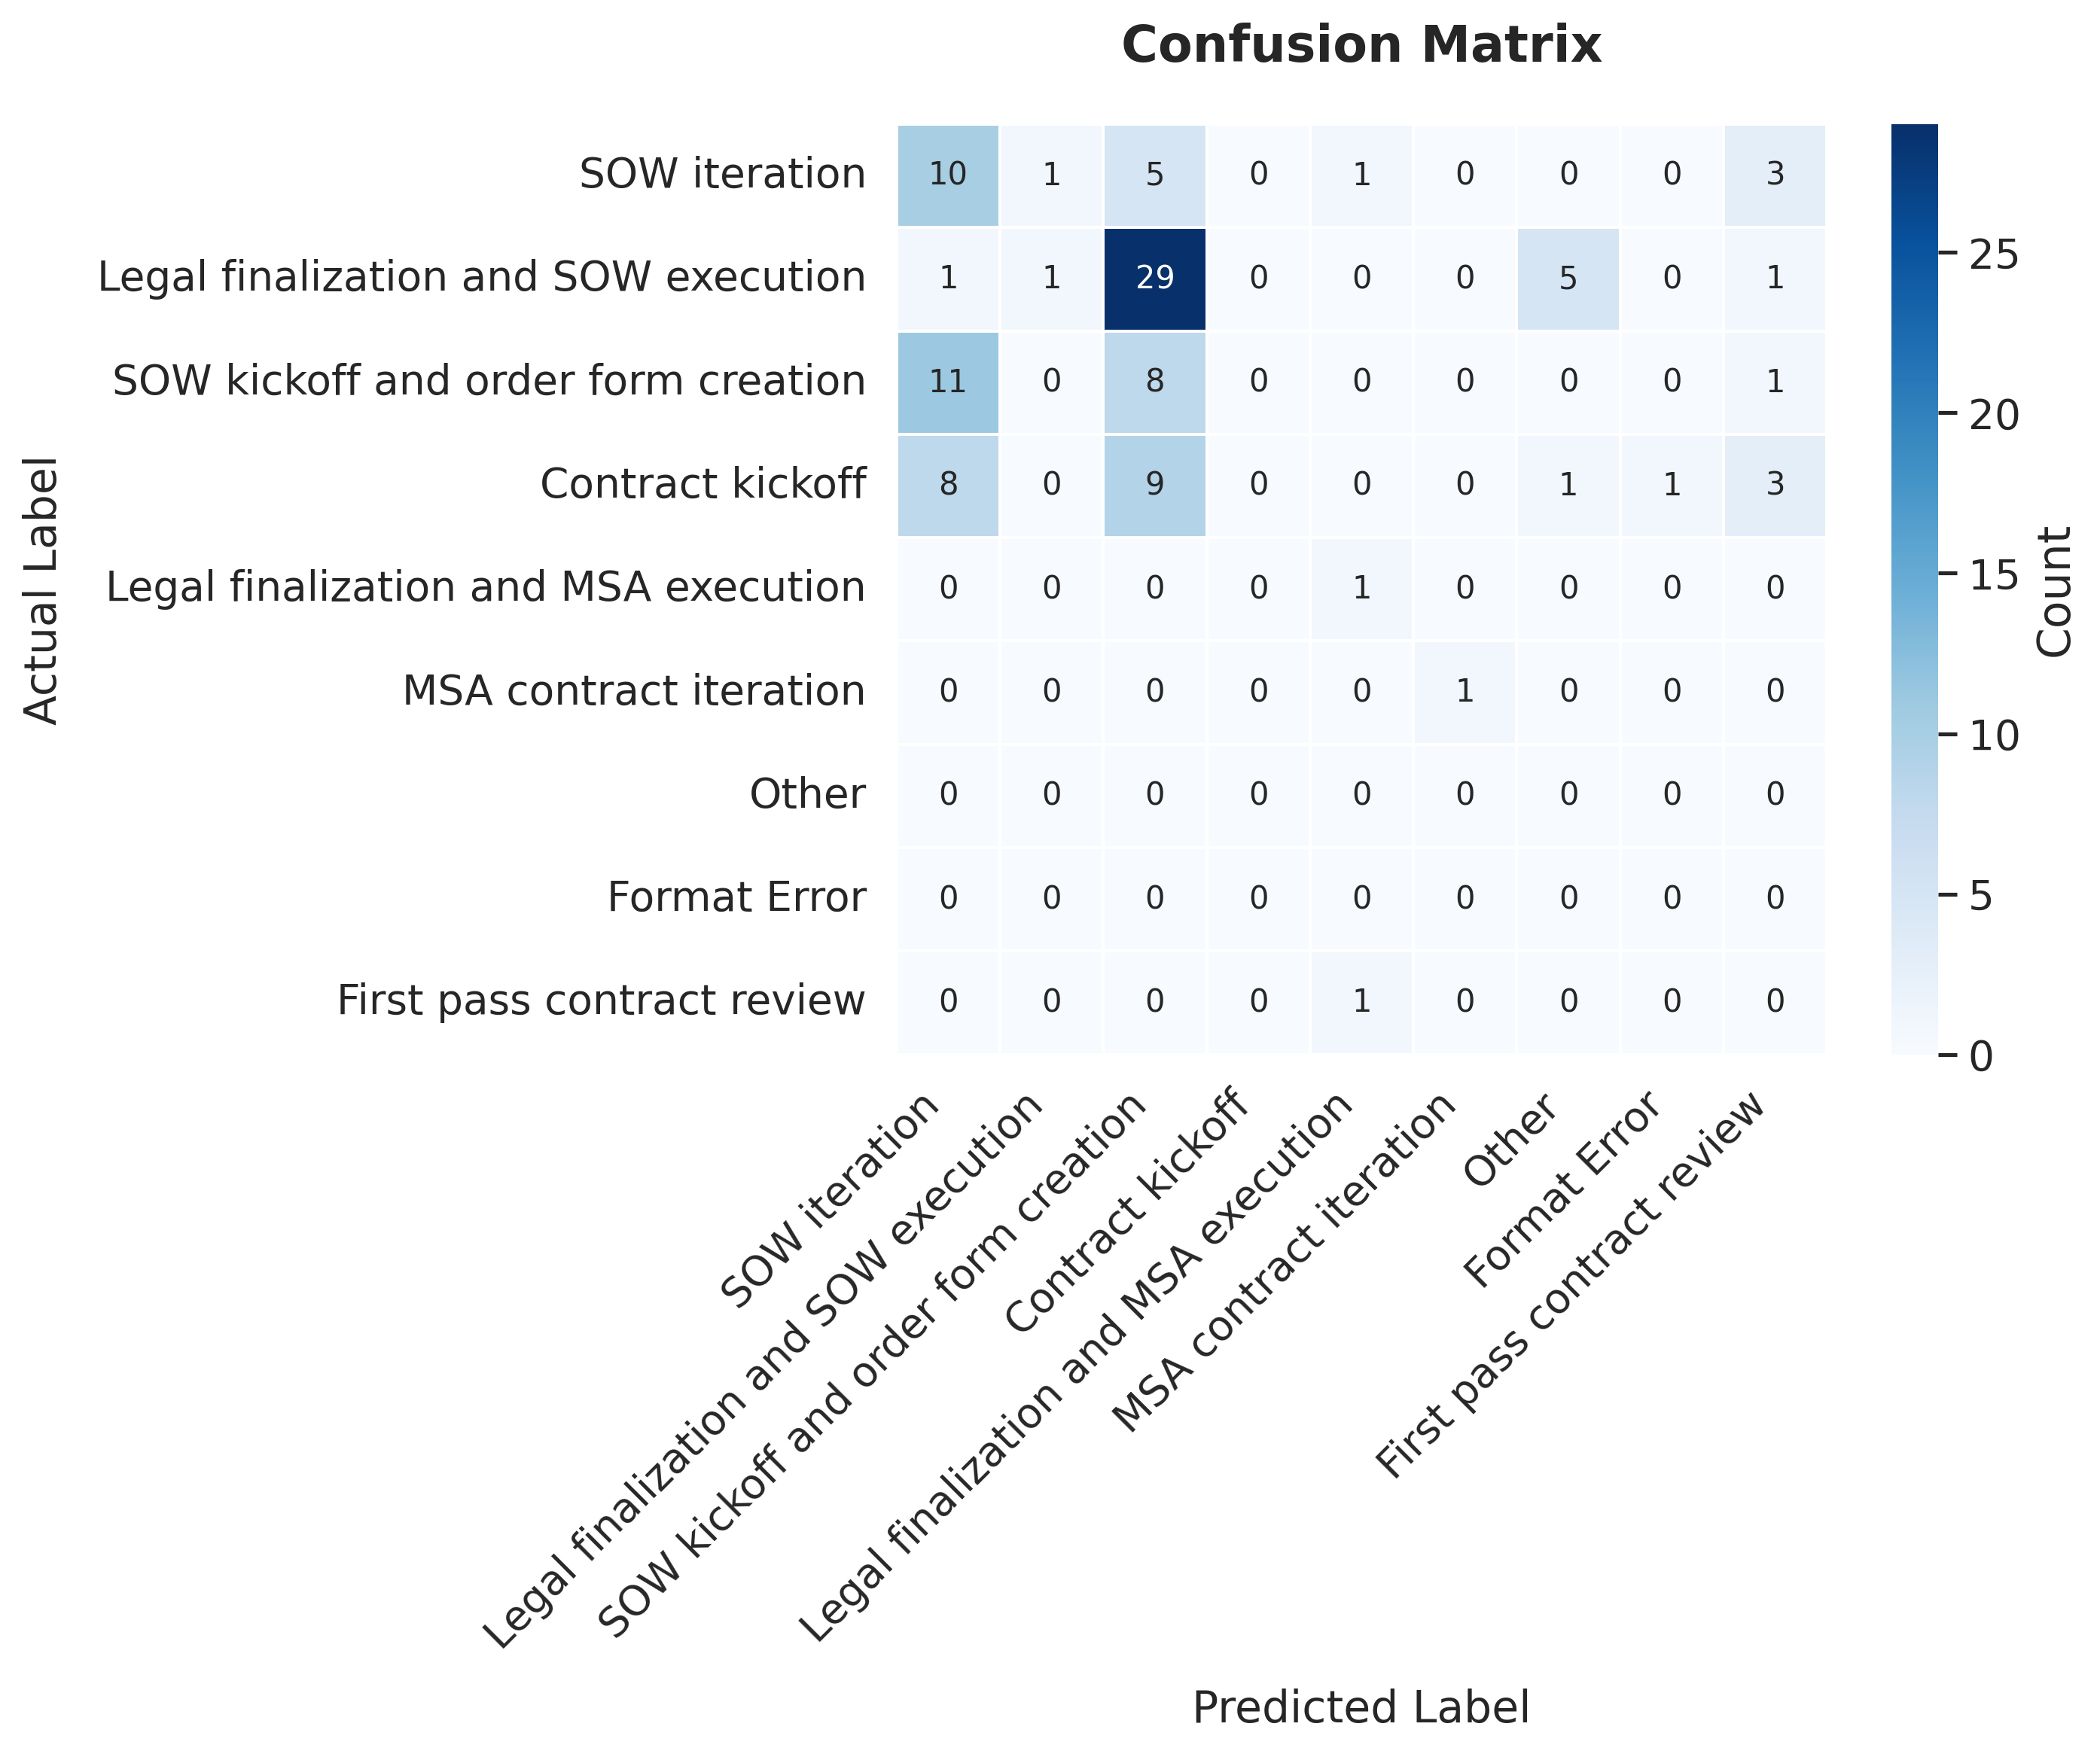 Confusion Matrix
Actual Label
SOW iteration 10 1 5 0 1 0 0 0 3
Legal finalization and SOW execution 1 1 29 0 0 0 5 0 1
SOW kickoff and order form creation 11 0 8 0 0 0 0 0 1
Contract kickoff 8 0 9 0 0 0 1 1 3
Legal finalization and MSA execution 0 0 0 0 1 0 0 0 0
MSA contract iteration 0 0 0 0 0 1 0 0 0
Other 0 0 0 0 0 0 0 0 0
Format Error 0 0 0 0 0 0 0 0 0
First pass contract review 0 0 0 0 1 0 0 0 0
SOW iteration
Legal finalization and SOW execution
SOW kickoff and order form creation
Contract kickoff
Legal finalization and MSA execution
MSA contract iteration
Other
Format Error
First pass contract review
Predicted Label
25
20
15
10
5
0
Count